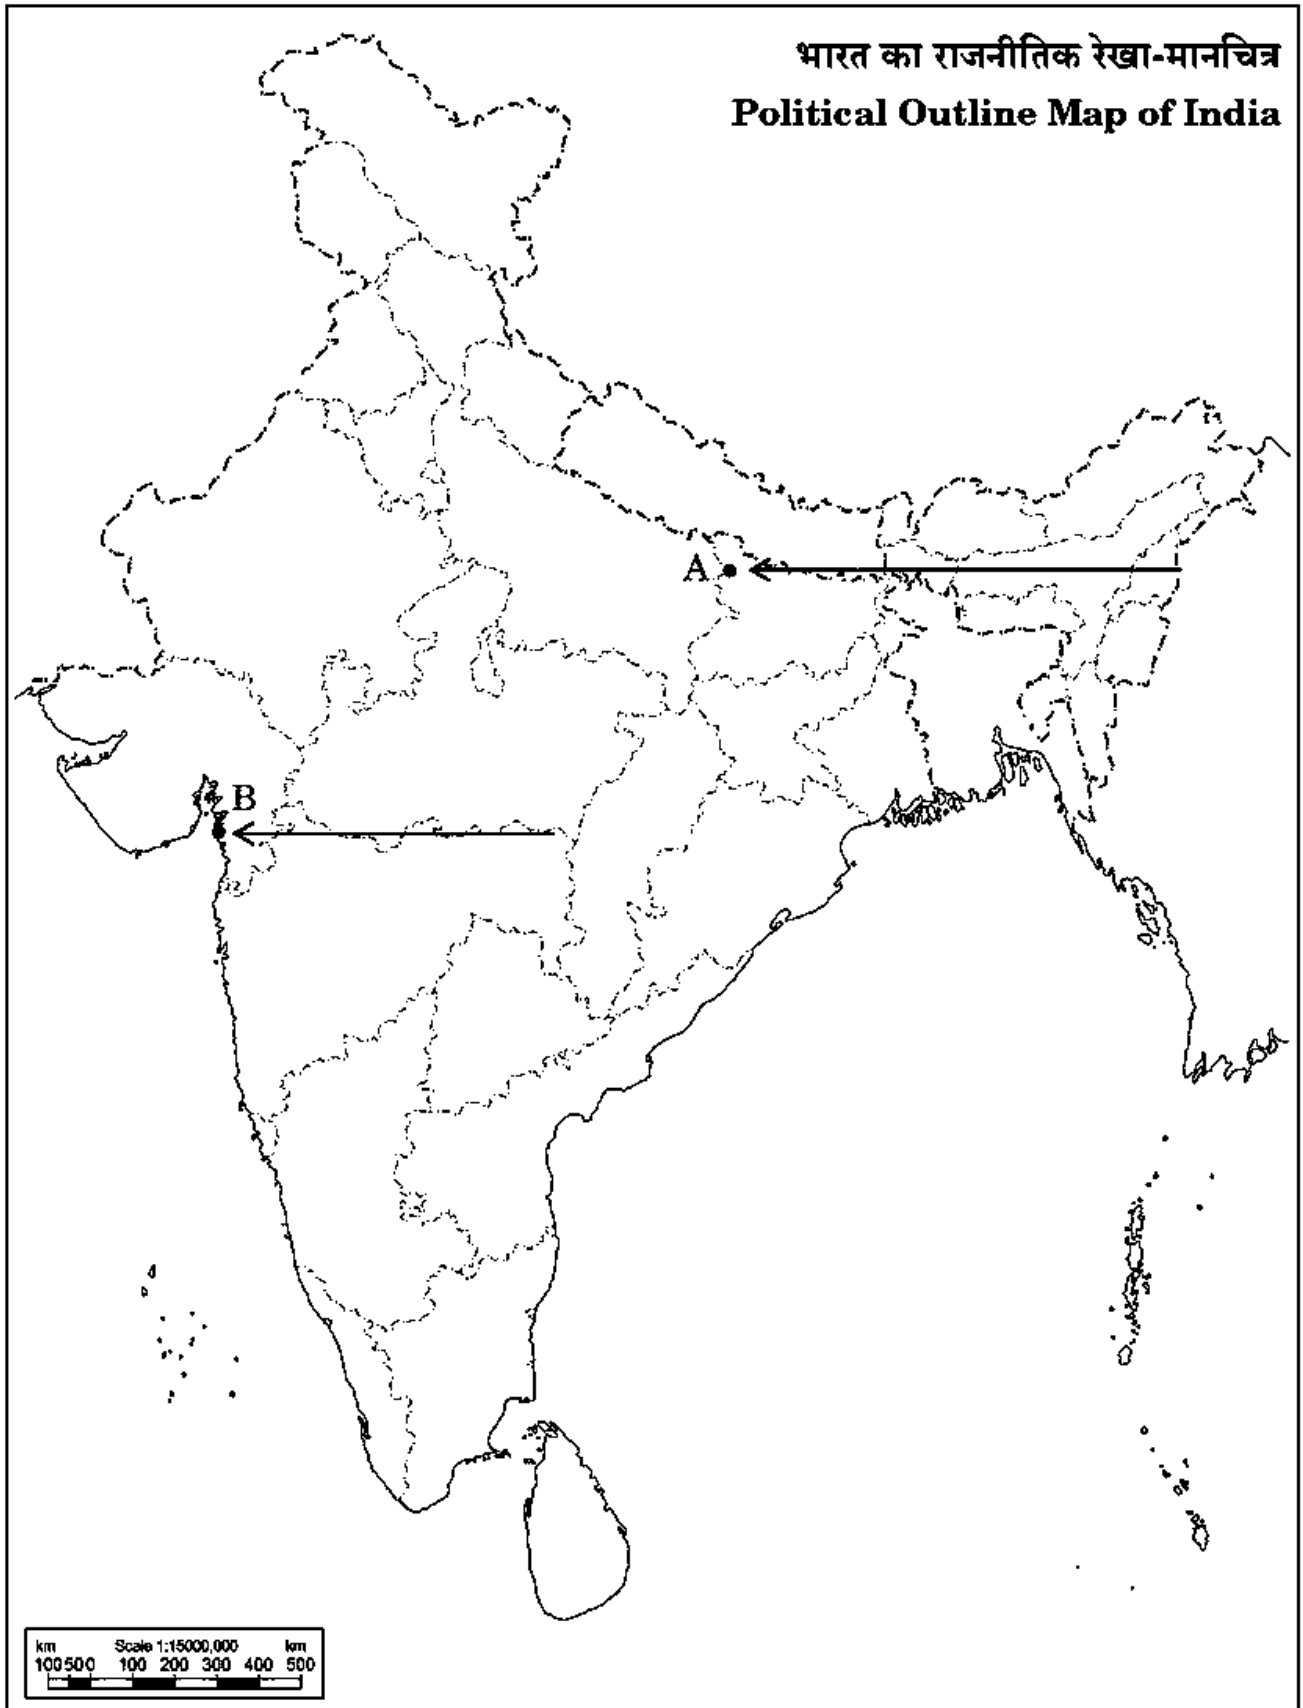 भारत का राजनीतिक रेखा-मानचित्र
Political Outline Map of India
A
B
km Scale 1:15000,000 km
100 50 0 100 200 300 400 500